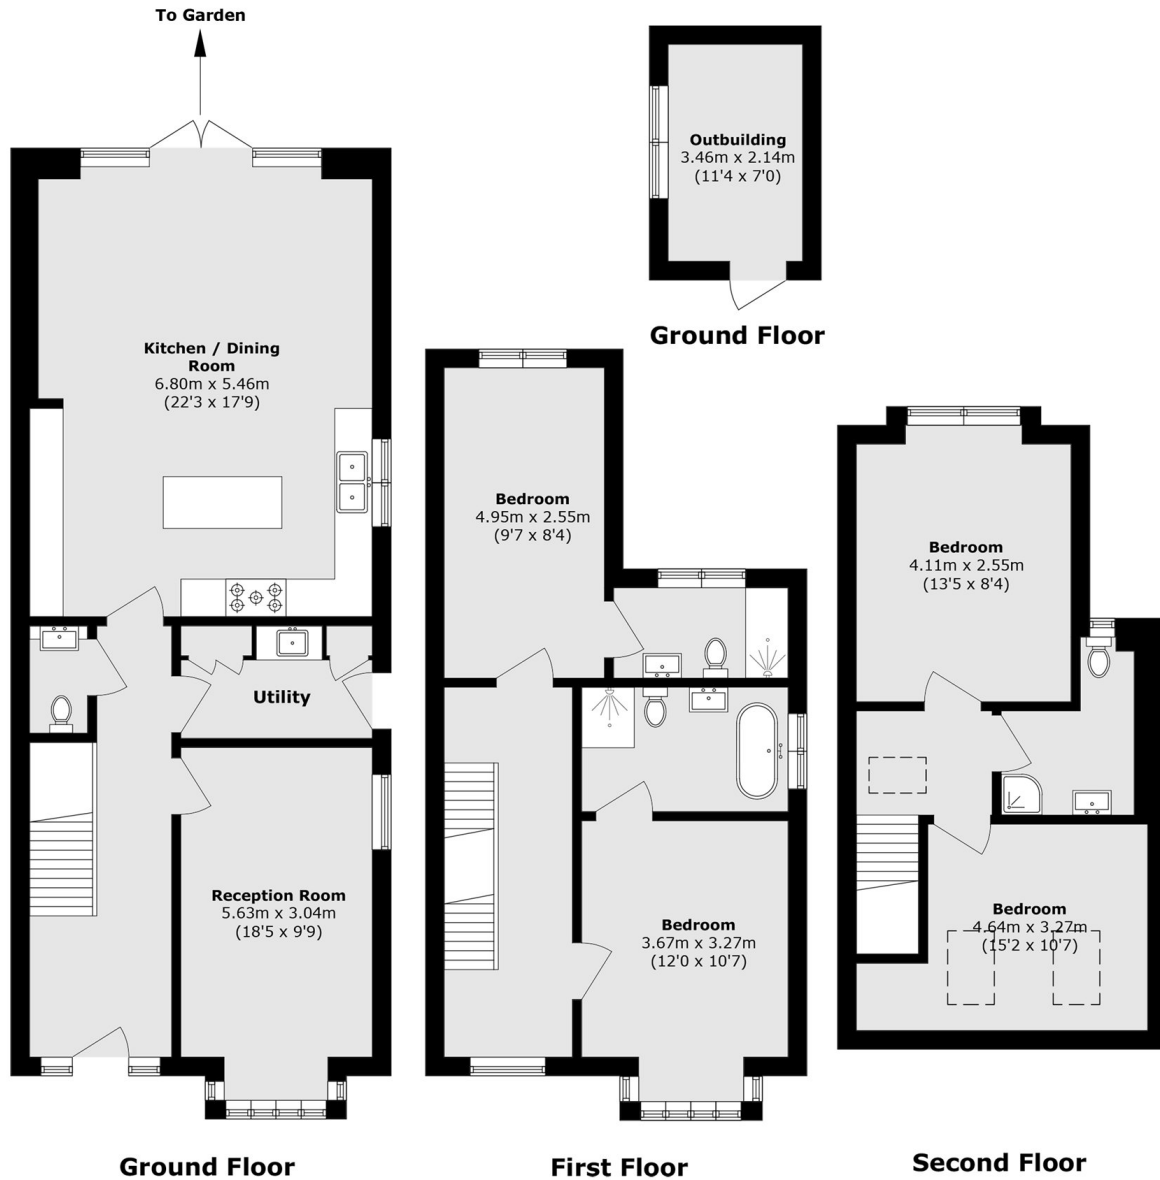 To Garden
Outbuilding
3.46m x 2.14m
(11'4 x 7'0)
Ground Floor
Kitchen / Dining
Room
6.80m x 5.46m
(22'3 x 17'9)
Utility
Reception Room
5.63m x 3.04m
(18'5 x 9'9)
Ground Floor
Bedroom
4.95m x 2.55m
(9'7 x 8'4)
Bedroom
3.67m x 3.27m
(12'0 x 10'7)
First Floor
Bedroom
4.11m x 2.55m
(13'5 x 8'4)
Bedroom
4.64m x 3.27m
(15'2 x 10'7)
Second Floor